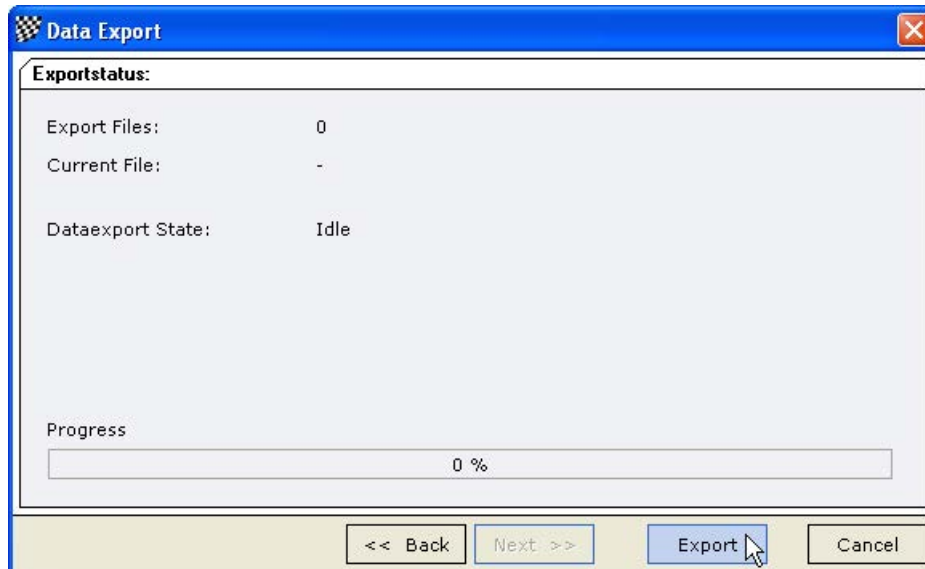 Data Export
Exportstatus:
Export Files: 0
Current File: -
Dataexport State: Idle
Progress
0 %
<< Back Next >> Export Cancel